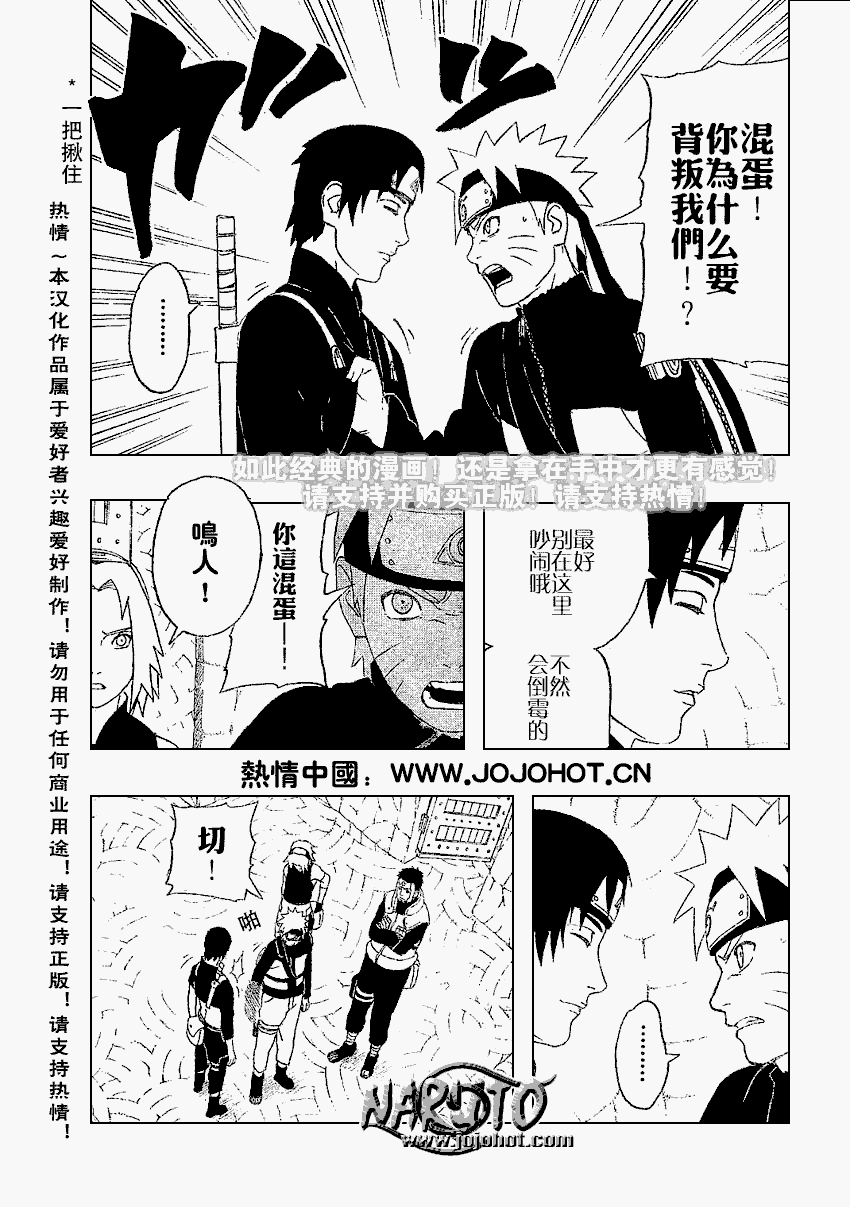 混蛋！
你為什么要
背叛我們！？
ガッ
*一把揪住
………
如此经典的漫画！还是拿在手中才更有感觉！
请支持并购买正版！请支持热情！
最好
别在这里
吵闹哦
不然
会倒霉的
你這混蛋——！
鳴人！
熱情中國：WWW.JOJOHOT.CN
………
切！
啪
NARUTO
www.jojohot.com
热情～本汉化作品属于爱好者兴趣爱好制作！请勿用于任何商业用途！请支持正版！请支持热情！